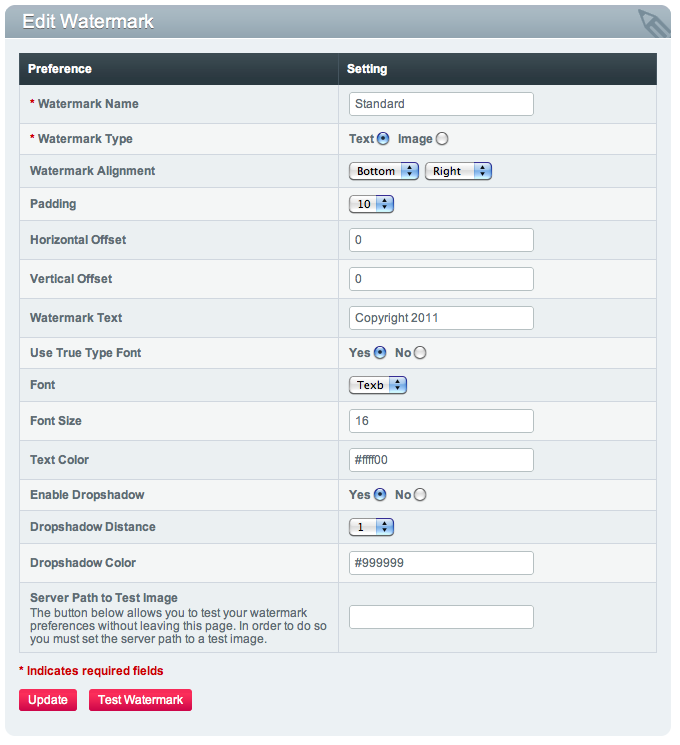 Edit Watermark
Preference Setting
* Watermark Name Standard
* Watermark Type Text Image
Watermark Alignment Bottom Right
Padding 10
Horizontal Offset 0
Vertical Offset 0
Watermark Text Copyright 2011
Use True Type Font Yes No
Font Texb
Font Size 16
Text Color #ffff00
Enable Dropshadow Yes No
Dropshadow Distance 1
Dropshadow Color #999999
Server Path to Test Image
The button below allows you to test your watermark
preferences without leaving this page. In order to do so
you must set the server path to a test image.
* Indicates required fields
Update Test Watermark